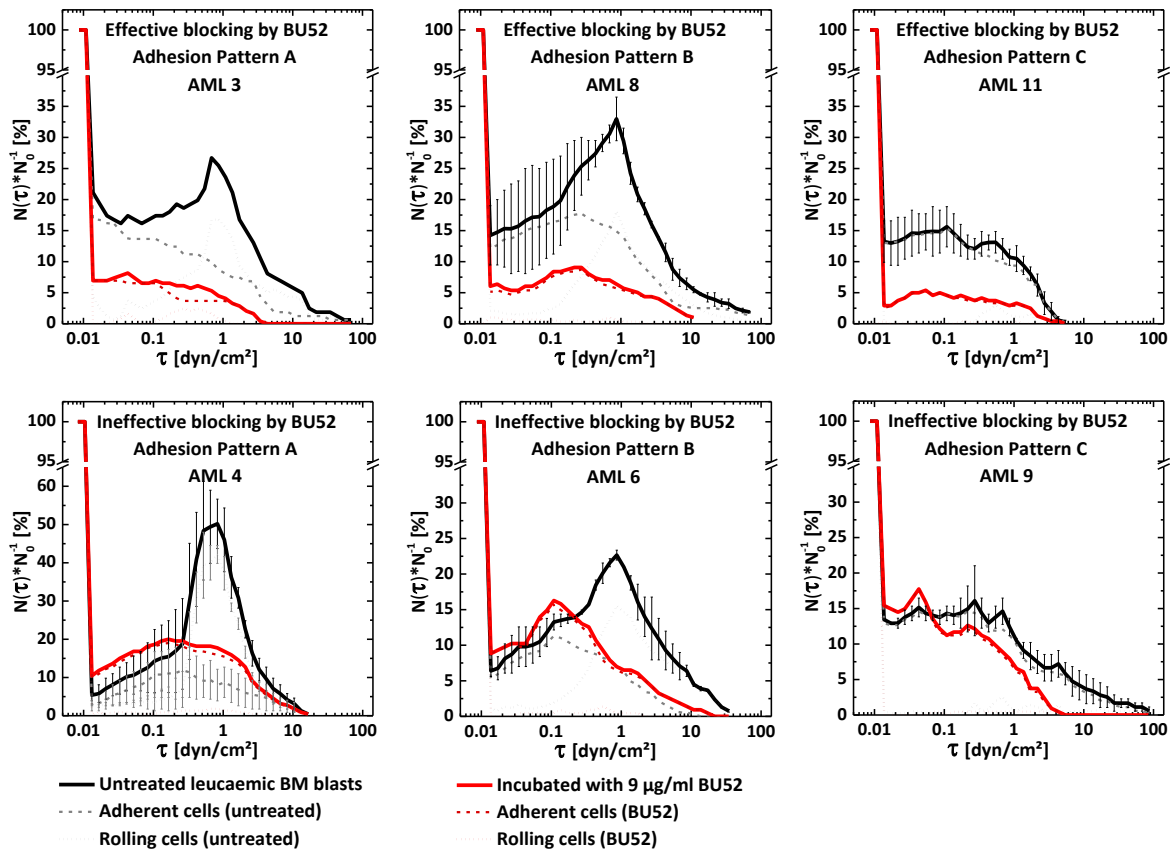 Effective blocking by BU52
Adhesion Pattern A
AML 3
N(τ)*N₀⁻¹ [%]
100
95
35
30
25
20
15
10
5
0
0.01 0.1 1 10 100
τ [dyn/cm²]
Effective blocking by BU52
Adhesion Pattern B
AML 8
N(τ)*N₀⁻¹ [%]
100
95
35
30
25
20
15
10
5
0
0.01 0.1 1 10 100
τ [dyn/cm²]
Effective blocking by BU52
Adhesion Pattern C
AML 11
N(τ)*N₀⁻¹ [%]
100
95
35
30
25
20
15
10
5
0
0.01 0.1 1 10 100
τ [dyn/cm²]
Ineffective blocking by BU52
Adhesion Pattern A
AML 4
N(τ)*N₀⁻¹ [%]
100
95
60
50
40
30
20
10
0
0.01 0.1 1 10 100
τ [dyn/cm²]
Ineffective blocking by BU52
Adhesion Pattern B
AML 6
N(τ)*N₀⁻¹ [%]
100
95
30
25
20
15
10
5
0
0.01 0.1 1 10 100
τ [dyn/cm²]
Ineffective blocking by BU52
Adhesion Pattern C
AML 9
N(τ)*N₀⁻¹ [%]
100
95
30
25
20
15
10
5
0
0.01 0.1 1 10 100
τ [dyn/cm²]
Untreated leucaemic BM blasts
Adherent cells (untreated)
Rolling cells (untreated)
Incubated with 9 µg/ml BU52
Adherent cells (BU52)
Rolling cells (BU52)